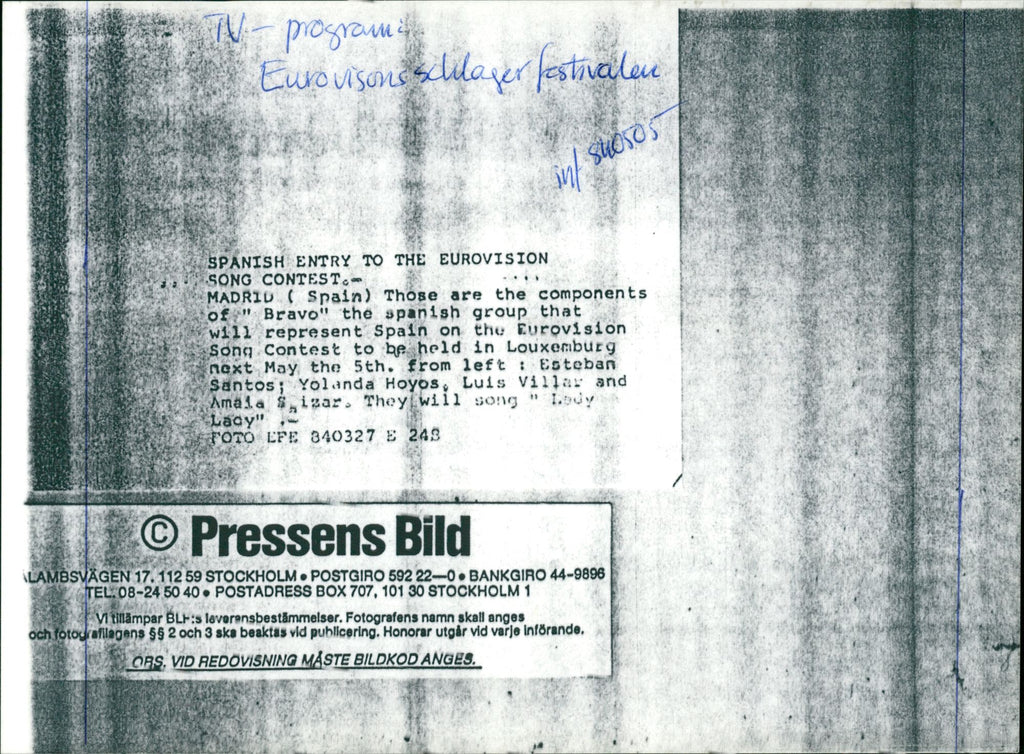 TV - program:
Eurovisonsschlagerfestivalen
inf 840505
SPANISH ENTRY TO THE EUROVISION
SONG CONTEST.-
MADRID ( Spain) Those are the components
of " Bravo" the spanish group that
will represent Spain on the Eurovision
Song Contest to be held in Louxemburg
next May the 5th. from left : Esteban
Santos; Yolanda Hoyos, Luis Villar and
Amaia They will song " Lady
Lady" .-
FOTO EFE 840327 E 248
© Pressens Bild
LAMBSVÄGEN 17, 112 59 STOCKHOLM • POSTGIRO 592 22—0 • BANKGIRO 44-9896
TEL. 08-24 50 40 • POSTADRESS BOX 707, 101 30 STOCKHOLM 1
Vi tillämpar BLF:s leveransbestämmelser. Fotografens namn skall anges
och fotografilagens §§ 2 och 3 ska beaktas vid publicering. Honorar utgår vid varje införande.
OBS. VID REDOVISNING MÅSTE BILDKOD ANGES.